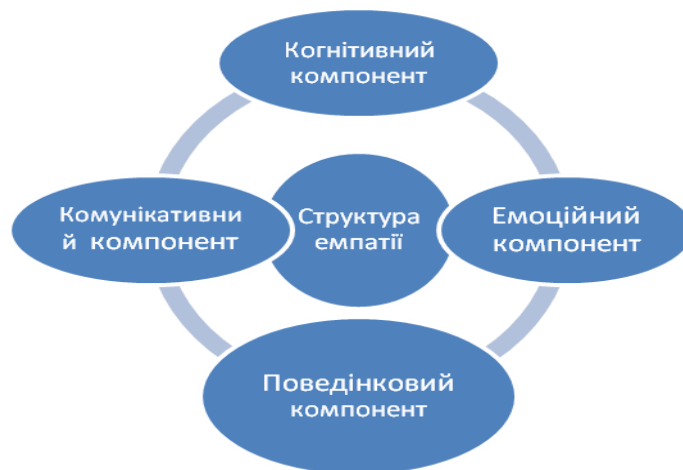 Когнітивний
компонент
Комунікативни
й компонент
Структура
емпатії
Емоційний
компонент
Поведінковий
компонент